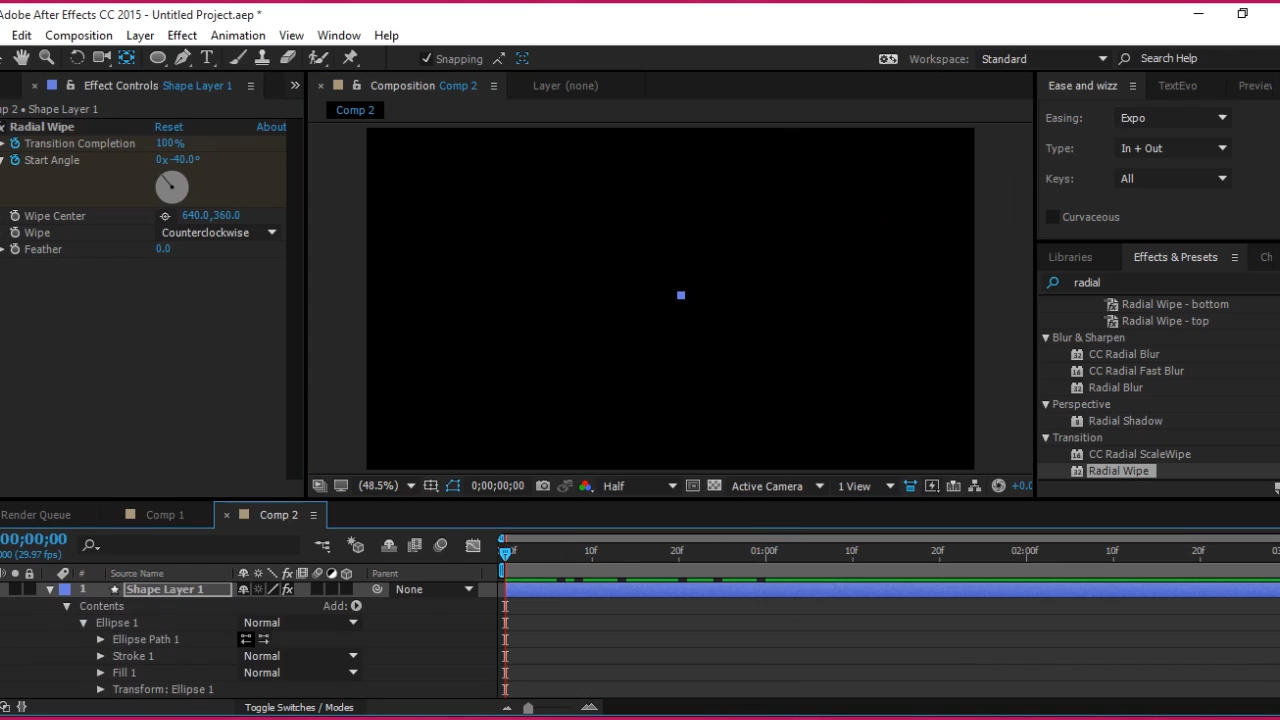 Adobe After Effects CC 2015 - Untitled Project.aep *
Edit Composition Layer Effect Animation View Window Help
Snapping
Workspace: Standard
Search Help
Effect Controls Shape Layer 1
mp 2 • Shape Layer 1
Radial Wipe Reset About
Transition Completion 100%
Start Angle 0x-40.0°
Wipe Center 640.0,360.0
Wipe Counterclockwise
Feather 0.0
Composition Comp 2
Layer (none)
Comp 2
(48.5%) 0;00;00;00 Half Active Camera 1 View +0.0
Ease and wizz TextEvo Preview
Easing: Expo
Type: In + Out
Keys: All
Curvaceous
Libraries Effects & Presets Ch
radial
Radial Wipe - bottom
Radial Wipe - top
Blur & Sharpen
CC Radial Blur
CC Radial Fast Blur
Radial Blur
Perspective
Radial Shadow
Transition
CC Radial ScaleWipe
Radial Wipe
Render Queue Comp 1 Comp 2
00;00;00
000 (29.97 fps)
0f 10f 20f 01:00f 10f 20f 02:00f 10f 20f 03
# Source Name Parent
1 Shape Layer 1 None
Contents Add:
Ellipse 1 Normal
Ellipse Path 1
Stroke 1 Normal
Fill 1 Normal
Transform: Ellipse 1
Toggle Switches / Modes